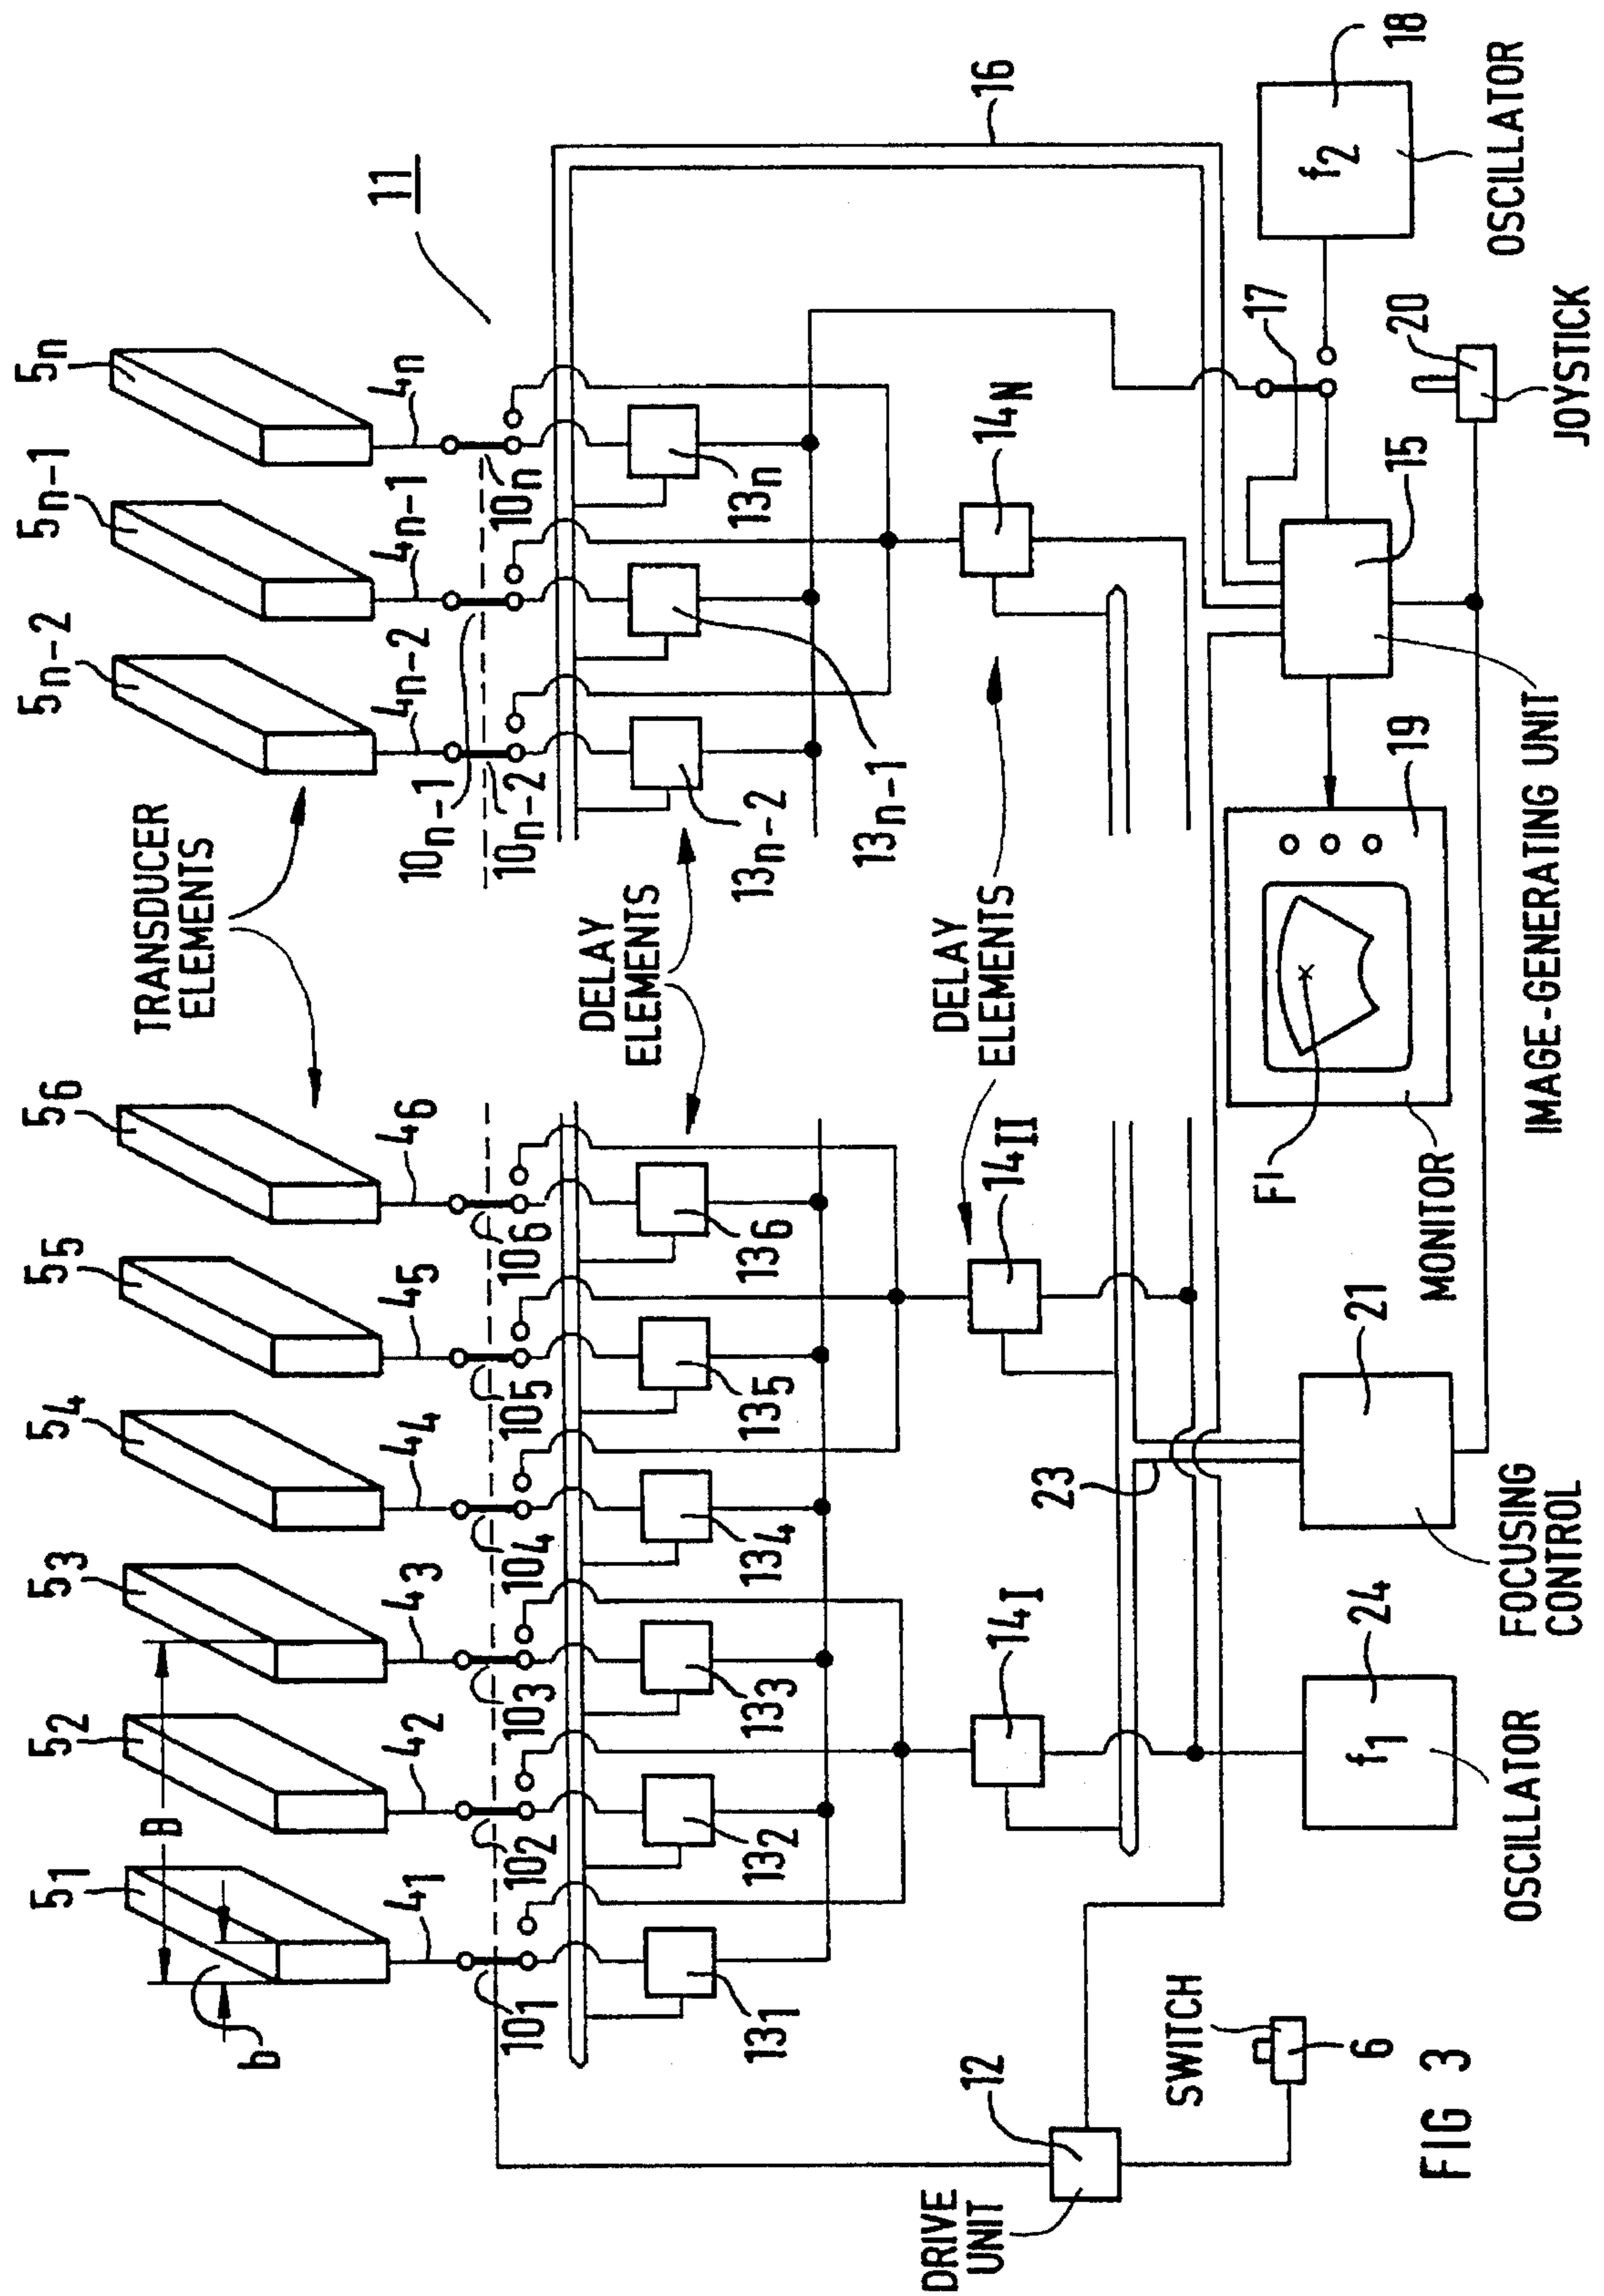 5₁
5₂
5₃
5₄
5₅
5₆
5n-2
5n-1
5n
TRANSDUCER
ELEMENTS
11
B
b
4₁
4₂
4₃
4₄
4₅
4₆
4n-2
4n-1
4n
10₁
10₂
10₃
10₄
10₅
10₆
10n-1
10n-2
10n
DELAY
ELEMENTS
13₁
13₂
13₃
13₄
13₅
13₆
13n-2
13n-1
13n
16
DELAY
ELEMENTS
14I
14II
14N
DRIVE
UNIT
12
SWITCH
6
23
17
f₁
24
OSCILLATOR
21
FOCUSING
CONTROL
F1
19
MONITOR
15
IMAGE-GENERATING UNIT
20
JOYSTICK
f₂
18
OSCILLATOR
FIG 3